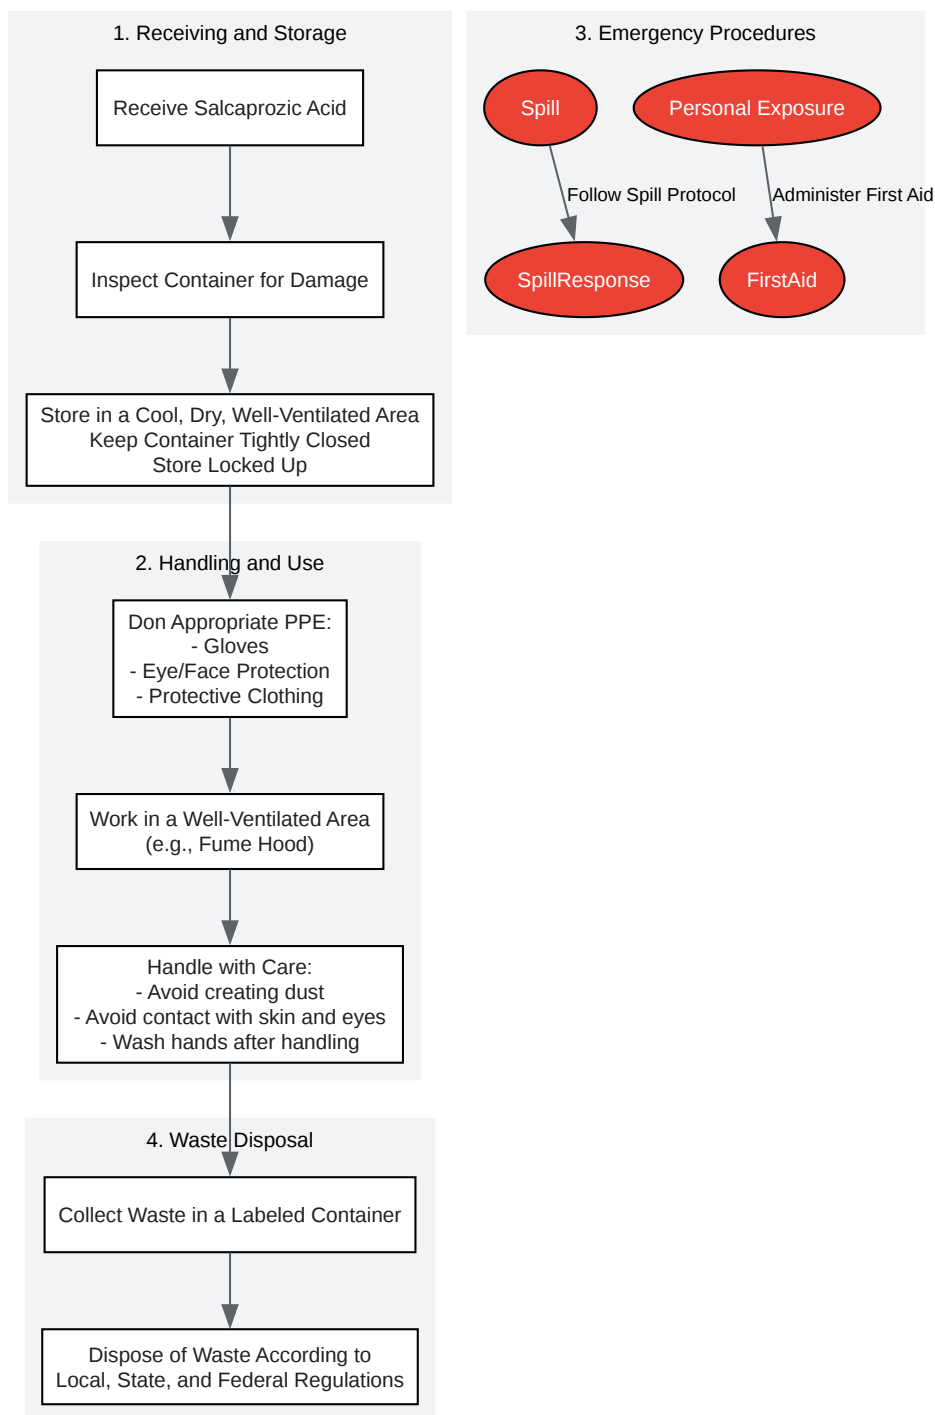 1. Receiving and Storage
Receive Salcaprozic Acid
Inspect Container for Damage
Store in a Cool, Dry, Well-Ventilated Area
Keep Container Tightly Closed
Store Locked Up
2. Handling and Use
Don Appropriate PPE:
- Gloves
- Eye/Face Protection
- Protective Clothing
Work in a Well-Ventilated Area
(e.g., Fume Hood)
Handle with Care:
- Avoid creating dust
- Avoid contact with skin and eyes
- Wash hands after handling
4. Waste Disposal
Collect Waste in a Labeled Container
Dispose of Waste According to
Local, State, and Federal Regulations
3. Emergency Procedures
Spill
Personal Exposure
Follow Spill Protocol
Administer First Aid
SpillResponse
FirstAid